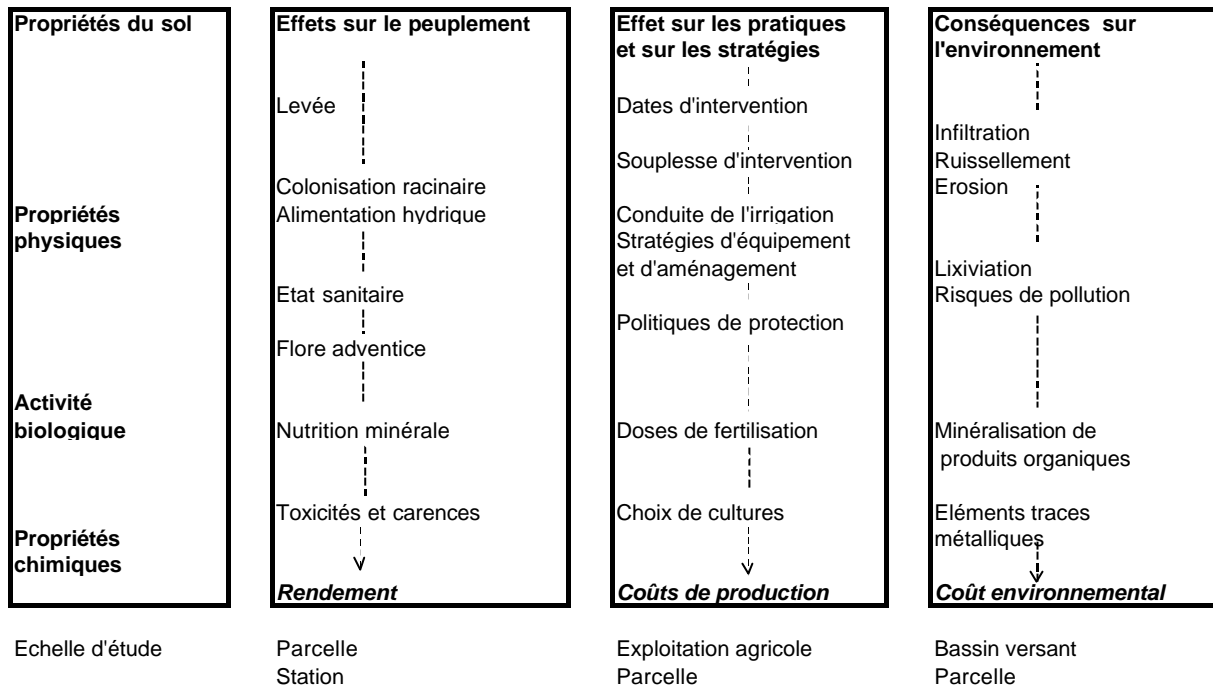 Propriétés du sol
Propriétés
physiques
Activité
biologique
Propriétés
chimiques
Echelle d'étude
Effets sur le peuplement
Levée
Colonisation racinaire
Alimentation hydrique
Etat sanitaire
Flore adventice
Nutrition minérale
Toxicités et carences
Rendement
Parcelle
Station
Effet sur les pratiques
et sur les stratégies
Dates d'intervention
Souplesse d'intervention
Conduite de l'irrigation
Stratégies d'équipement
et d'aménagement
Politiques de protection
Doses de fertilisation
Choix de cultures
Coûts de production
Exploitation agricole
Parcelle
Conséquences sur
l'environnement
Infiltration
Ruissellement
Erosion
Lixiviation
Risques de pollution
Minéralisation de
produits organiques
Eléments traces
métalliques
Coût environnemental
Bassin versant
Parcelle